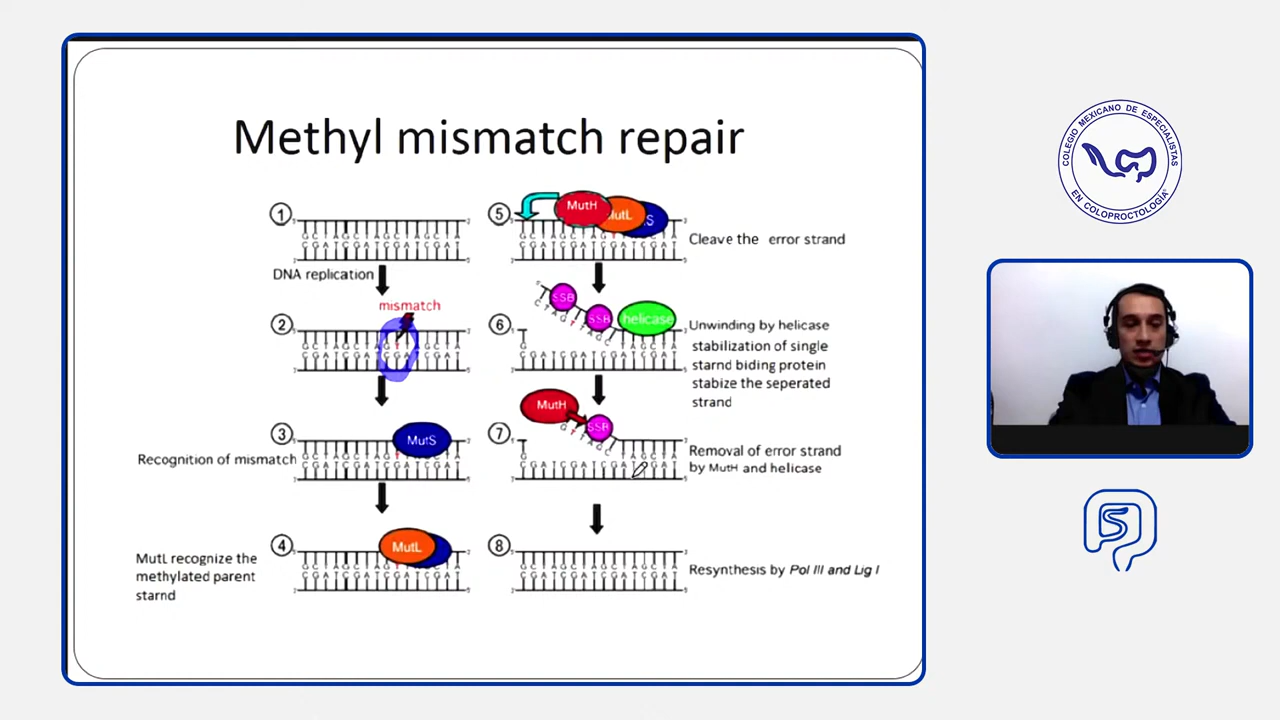 Methyl mismatch repair
1
DNA replication
mismatch
2
3
MutS
Recognition of mismatch
4
MutL
MutL recognize the
methylated parent
starnd
5
MutH
MutL
S
Cleave the error strand
6
SSB
SSB
helicase
Unwinding by helicase
stabilization of single
starnd biding protein
stabize the seperated
strand
7
MutH
SSB
Removal of error strand
by MutH and helicase
8
Resynthesis by Pol III and Lig I
COLEGIO MEXICANO DE ESPECIALISTAS
EN COLOPROCTOLOGÍA